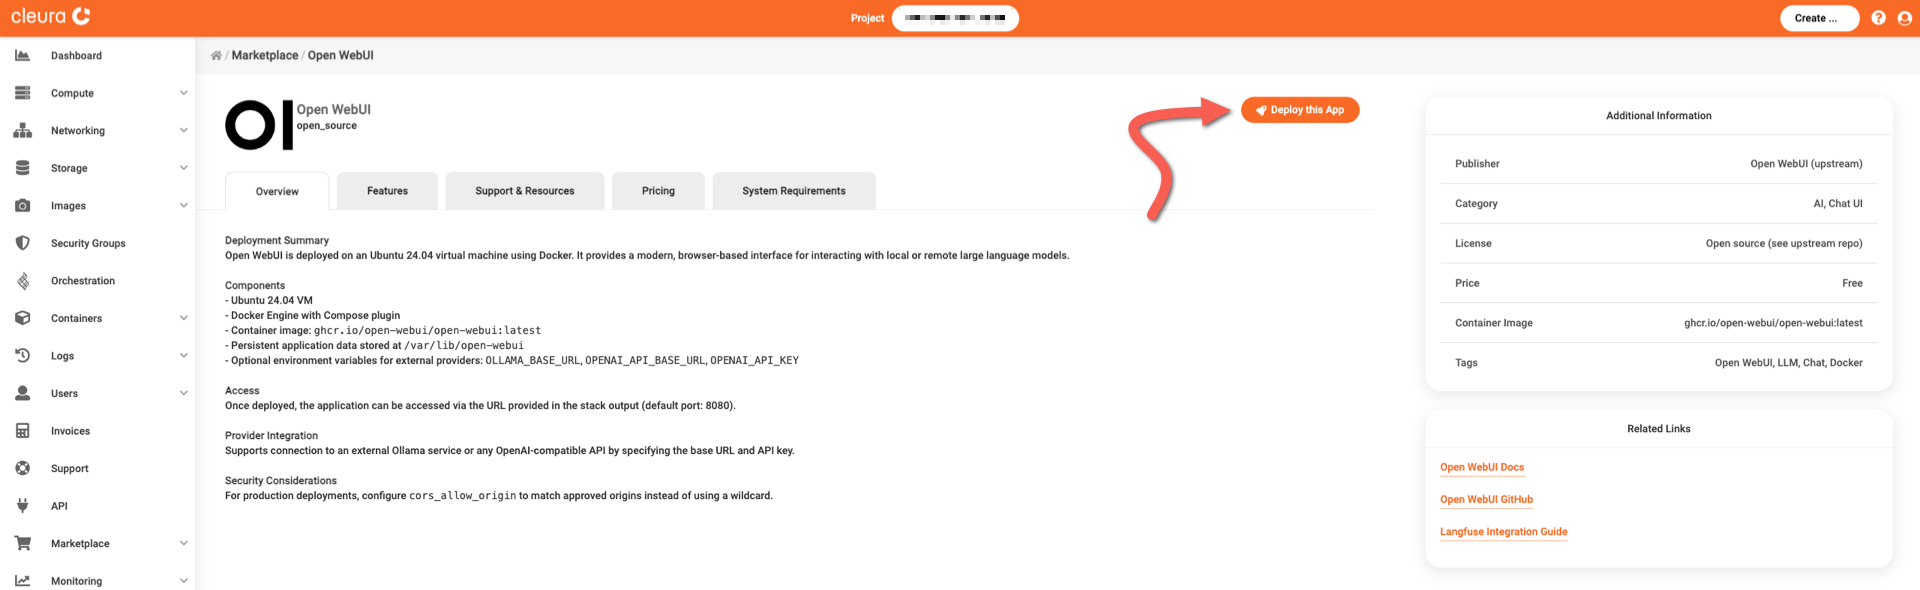 cleura
Project
Create ...
Dashboard
Compute
Networking
Storage
Images
Security Groups
Orchestration
Containers
Logs
Users
Invoices
Support
API
Marketplace
Monitoring
/ Marketplace / Open WebUI
OI
Open WebUI
open_source
Deploy this App
Overview
Features
Support & Resources
Pricing
System Requirements
Deployment Summary
Open WebUI is deployed on an Ubuntu 24.04 virtual machine using Docker. It provides a modern, browser-based interface for interacting with local or remote large language models.
Components
- Ubuntu 24.04 VM
- Docker Engine with Compose plugin
- Container image: ghcr.io/open-webui/open-webui:latest
- Persistent application data stored at /var/lib/open-webui
- Optional environment variables for external providers: OLLAMA_BASE_URL, OPENAI_API_BASE_URL, OPENAI_API_KEY
Access
Once deployed, the application can be accessed via the URL provided in the stack output (default port: 8080).
Provider Integration
Supports connection to an external Ollama service or any OpenAI-compatible API by specifying the base URL and API key.
Security Considerations
For production deployments, configure cors_allow_origin to match approved origins instead of using a wildcard.
Additional Information
Publisher Open WebUI (upstream)
Category AI, Chat UI
License Open source (see upstream repo)
Price Free
Container Image ghcr.io/open-webui/open-webui:latest
Tags Open WebUI, LLM, Chat, Docker
Related Links
Open WebUI Docs
Open WebUI GitHub
Langfuse Integration Guide